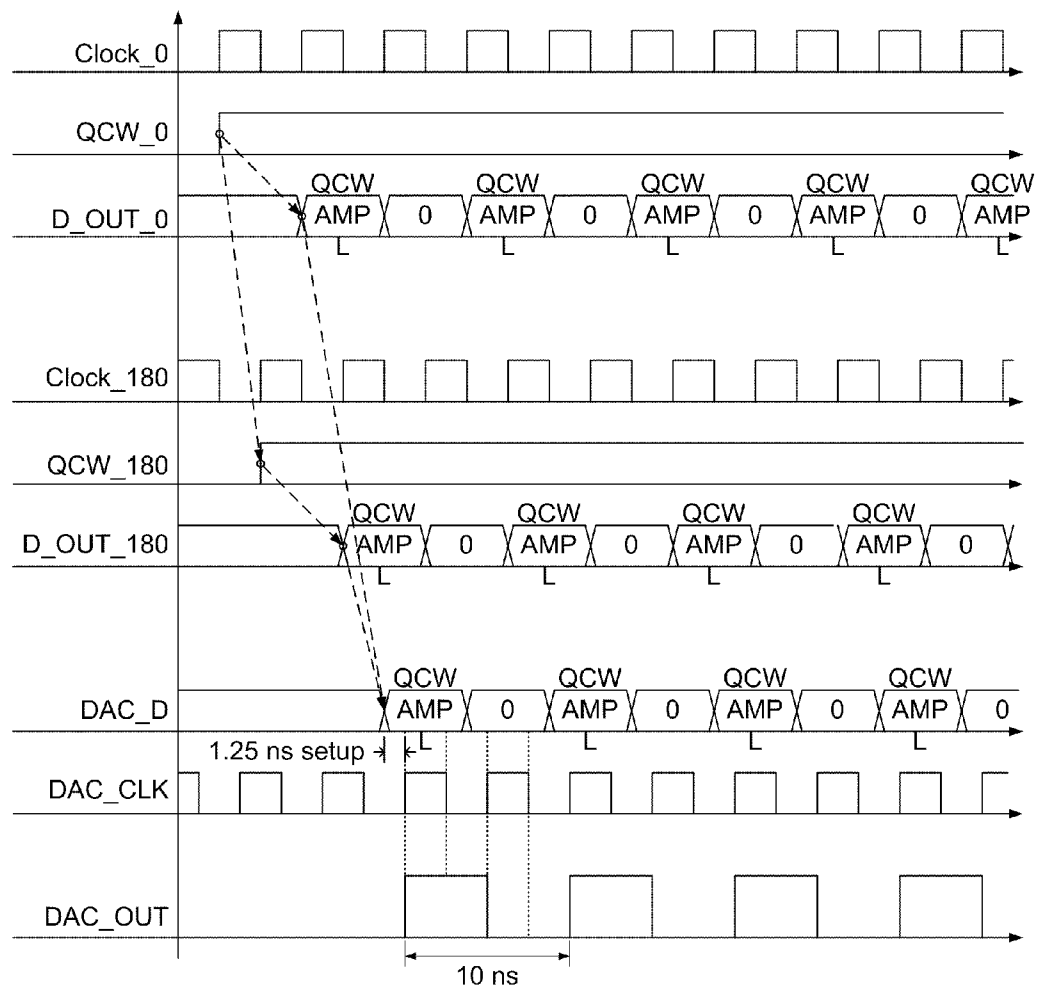 Clock_0
QCW_0
QCW QCW QCW QCW QCW
D_OUT_0 AMP 0 AMP 0 AMP 0 AMP 0 AMP
L L L L L
Clock_180
QCW_180
QCW QCW QCW QCW
D_OUT_180 AMP 0 AMP 0 AMP 0 AMP 0
L L L L
QCW QCW QCW QCW
DAC_D AMP 0 AMP 0 AMP 0 AMP 0
L L L L
1.25 ns setup
DAC_CLK
DAC_OUT
10 ns